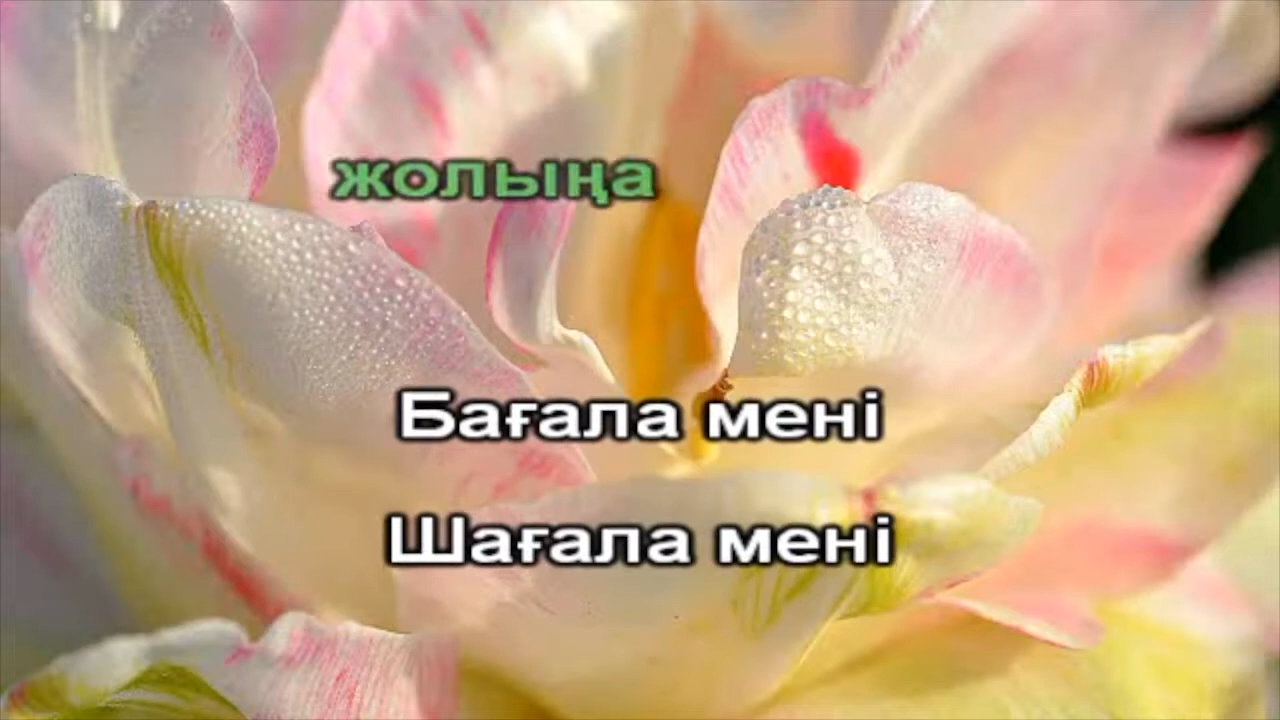 жолыңа
Бағала мені
Шағала мені